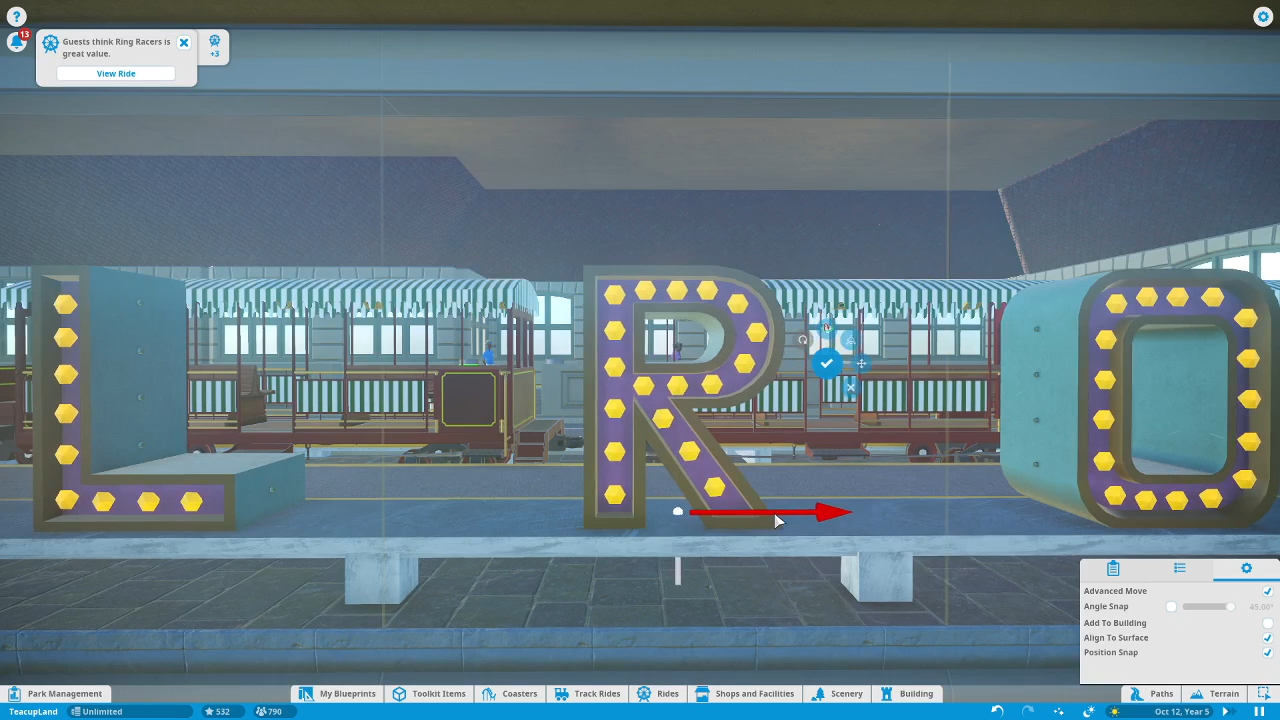 ?
13
Guests think Ring Racers is
great value.
+3
View Ride
L R O
Advanced Move
Angle Snap 45.00°
Add To Building
Align To Surface
Position Snap
Park Management My Blueprints Toolkit Items Coasters Track Rides Rides Shops and Facilities Scenery Building Paths Terrain
TeacupLand Unlimited 532 790 Oct 12, Year 5